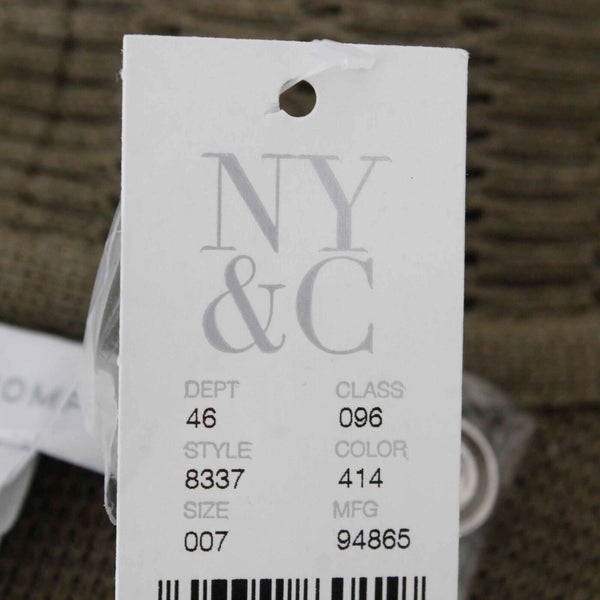 NY
&C
DEPT CLASS
46 096
STYLE COLOR
8337 414
SIZE MFG
007 94865